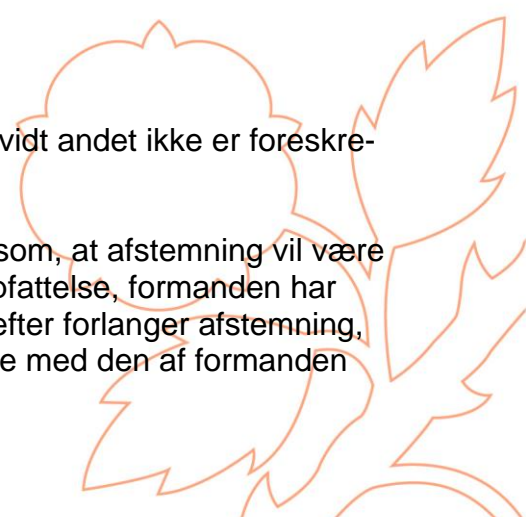 vidt andet ikke er foreskre-
som, at afstemning vil være
ofattelse, formanden har
efter forlanger afstemning,
e med den af formanden